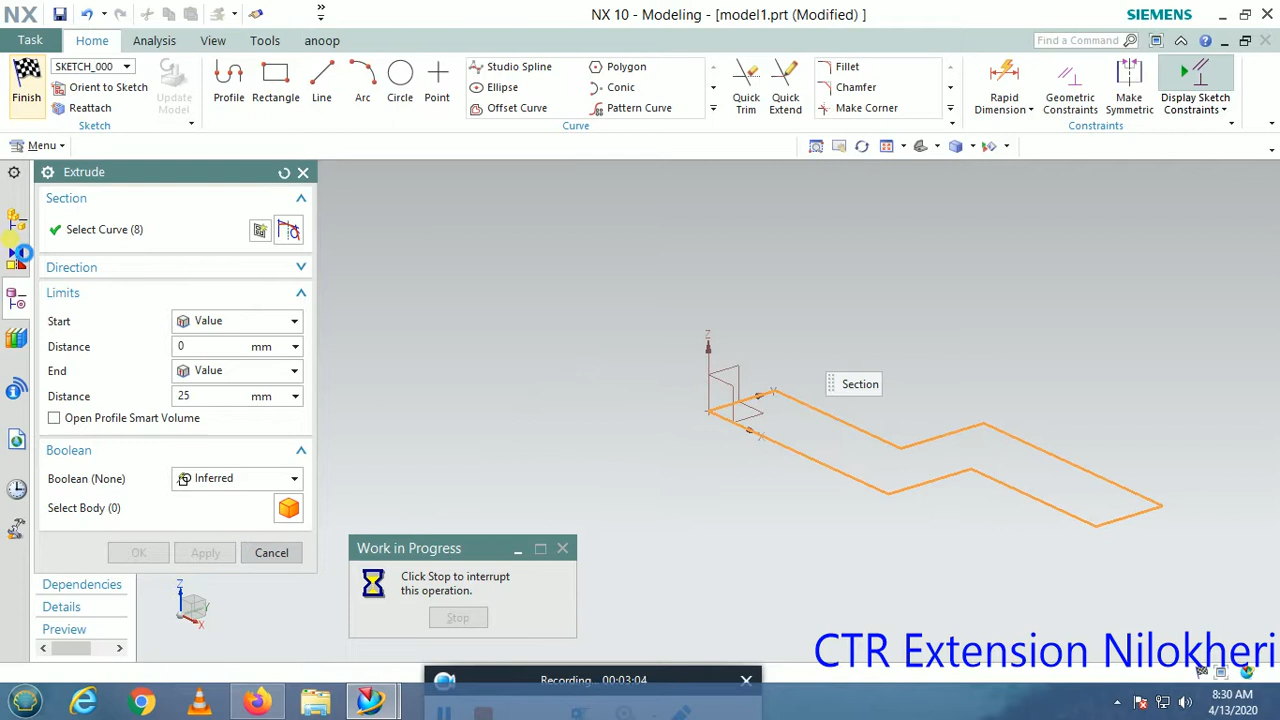 NX
NX 10 - Modeling - [model1.prt (Modified) ]
SIEMENS
Task
Home
Analysis
View
Tools
anoop
Find a Command
Finish
SKETCH_000
Orient to Sketch
Reattach
Update
Model
Sketch
Profile
Rectangle
Line
Arc
Circle
Point
Studio Spline
Ellipse
Offset Curve
Polygon
Conic
Pattern Curve
Quick
Trim
Quick
Extend
Fillet
Chamfer
Make Corner
Curve
Rapid
Dimension
Geometric
Constraints
Make
Symmetric
Display Sketch
Constraints
Constraints
Menu
Extrude
Section
Select Curve (8)
Direction
Limits
Start
Value
Distance
0 mm
End
Value
Distance
25 mm
Open Profile Smart Volume
Boolean
Boolean (None)
Inferred
Select Body (0)
OK
Apply
Cancel
Dependencies
Details
Preview
Z
Y
X
Z
Y
X
Section
Work in Progress
Click Stop to interrupt
this operation.
Stop
CTR Extension Nilokheri
Recording... 00:03:04
8:30 AM
4/13/2020